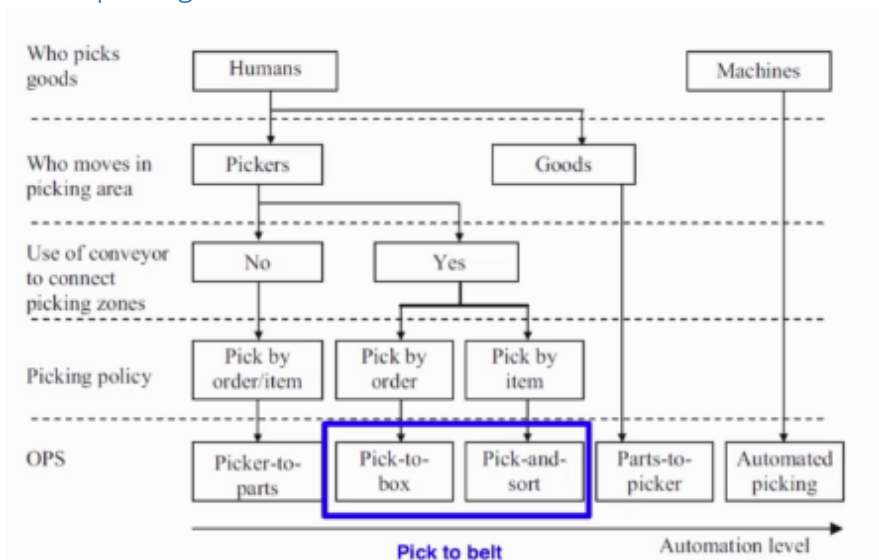 Who picks
goods
Humans
Machines
Who moves in
picking area
Pickers
Goods
Use of conveyor
to connect
picking zones
No
Yes
Picking policy
Pick by
order/item
Pick by
order
Pick by
item
OPS
Picker-to-
parts
Pick-to-
box
Pick-and-
sort
Parts-to-
picker
Automated
picking
Pick to belt
Automation level